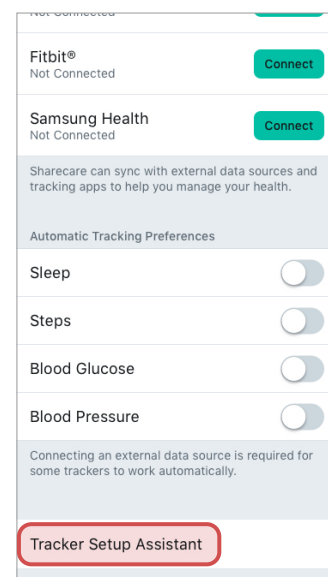 Fitbit®
Not Connected
Connect
Samsung Health
Not Connected
Connect
Sharecare can sync with external data sources and
tracking apps to help you manage your health.
Automatic Tracking Preferences
Sleep
Steps
Blood Glucose
Blood Pressure
Connecting an external data source is required for
some trackers to work automatically.
Tracker Setup Assistant